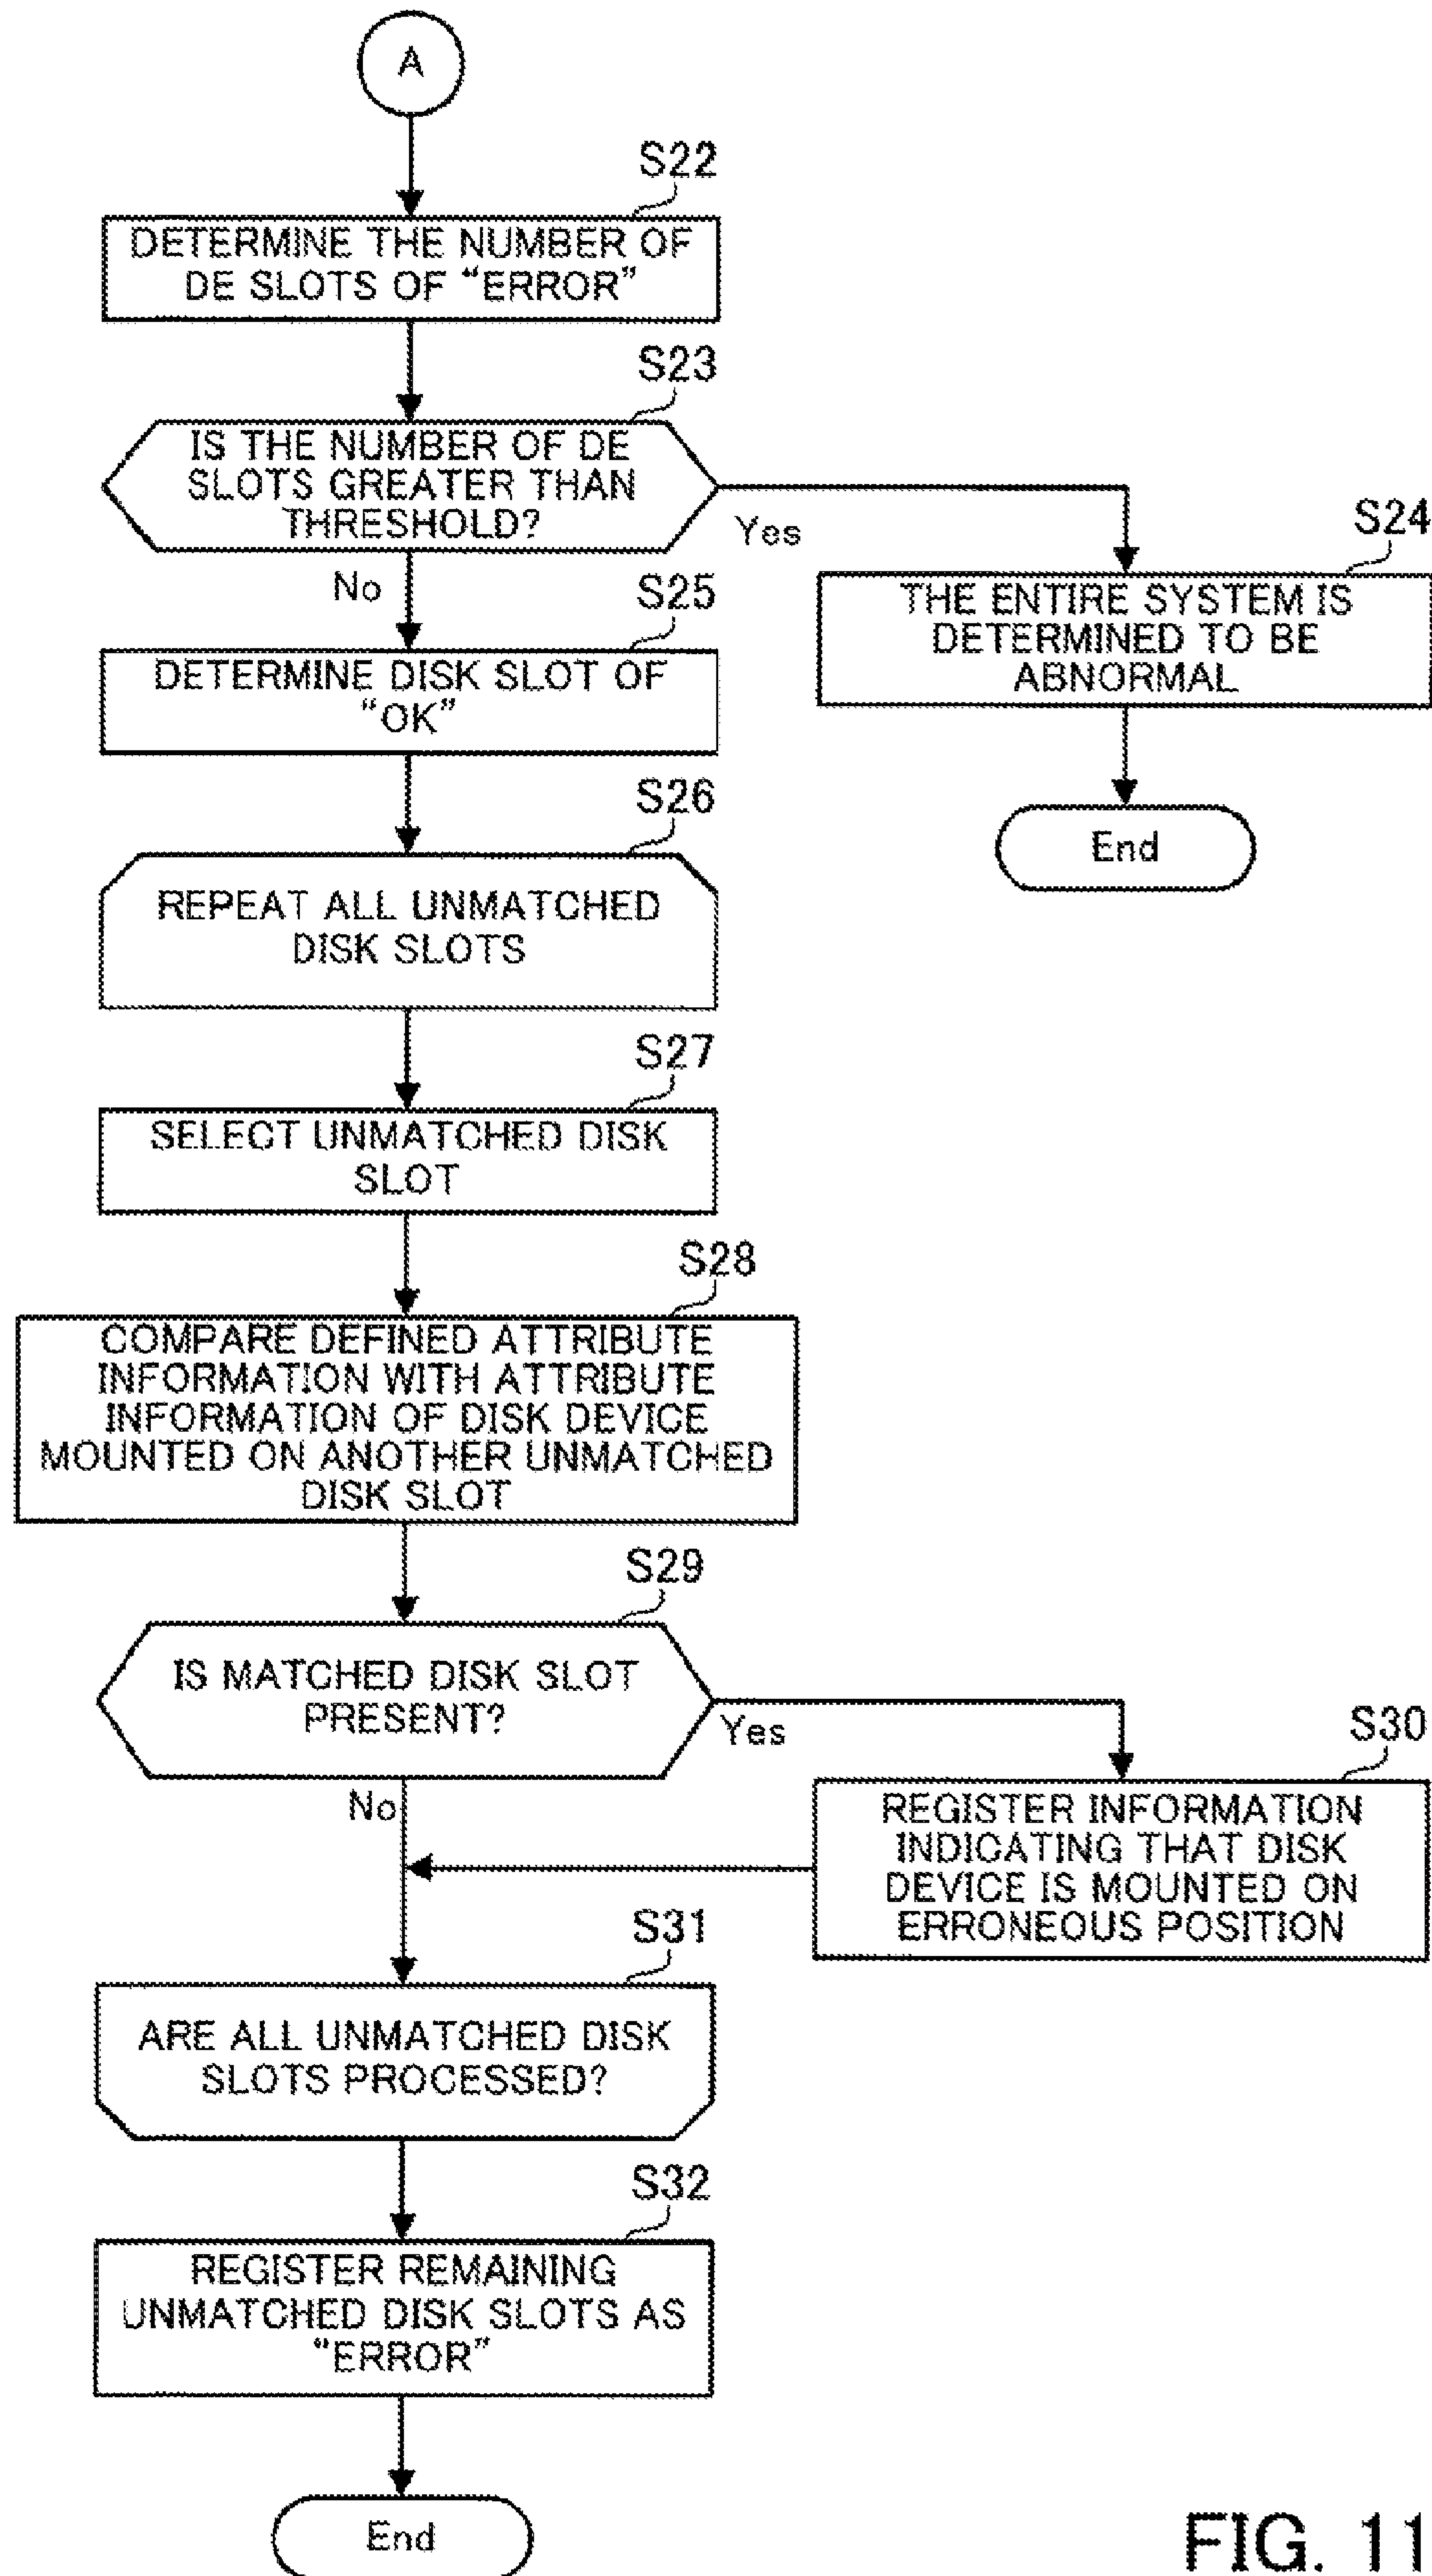 A
S22
DETERMINE THE NUMBER OF
DE SLOTS OF “ERROR”
S23
IS THE NUMBER OF DE
SLOTS GREATER THAN
THRESHOLD?
Yes
No
S24
THE ENTIRE SYSTEM IS
DETERMINED TO BE
ABNORMAL
End
S25
DETERMINE DISK SLOT OF
“OK”
S26
REPEAT ALL UNMATCHED
DISK SLOTS
S27
SELECT UNMATCHED DISK
SLOT
S28
COMPARE DEFINED ATTRIBUTE
INFORMATION WITH ATTRIBUTE
INFORMATION OF DISK DEVICE
MOUNTED ON ANOTHER UNMATCHED
DISK SLOT
S29
IS MATCHED DISK SLOT
PRESENT?
Yes
No
S30
REGISTER INFORMATION
INDICATING THAT DISK
DEVICE IS MOUNTED ON
ERRONEOUS POSITION
S31
ARE ALL UNMATCHED DISK
SLOTS PROCESSED?
S32
REGISTER REMAINING
UNMATCHED DISK SLOTS AS
“ERROR”
End
FIG. 11